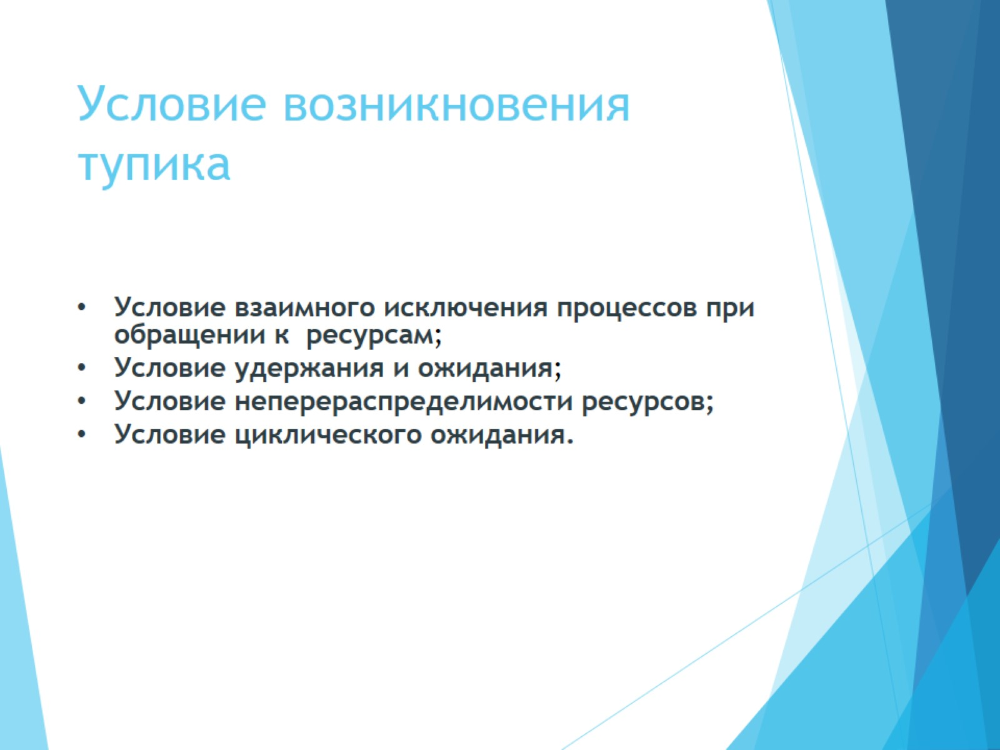 Условие возникновения
тупика
• Условие взаимного исключения процессов при
обращении к  ресурсам;
• Условие удержания и ожидания;
• Условие неперераспределимости ресурсов;
• Условие циклического ожидания.